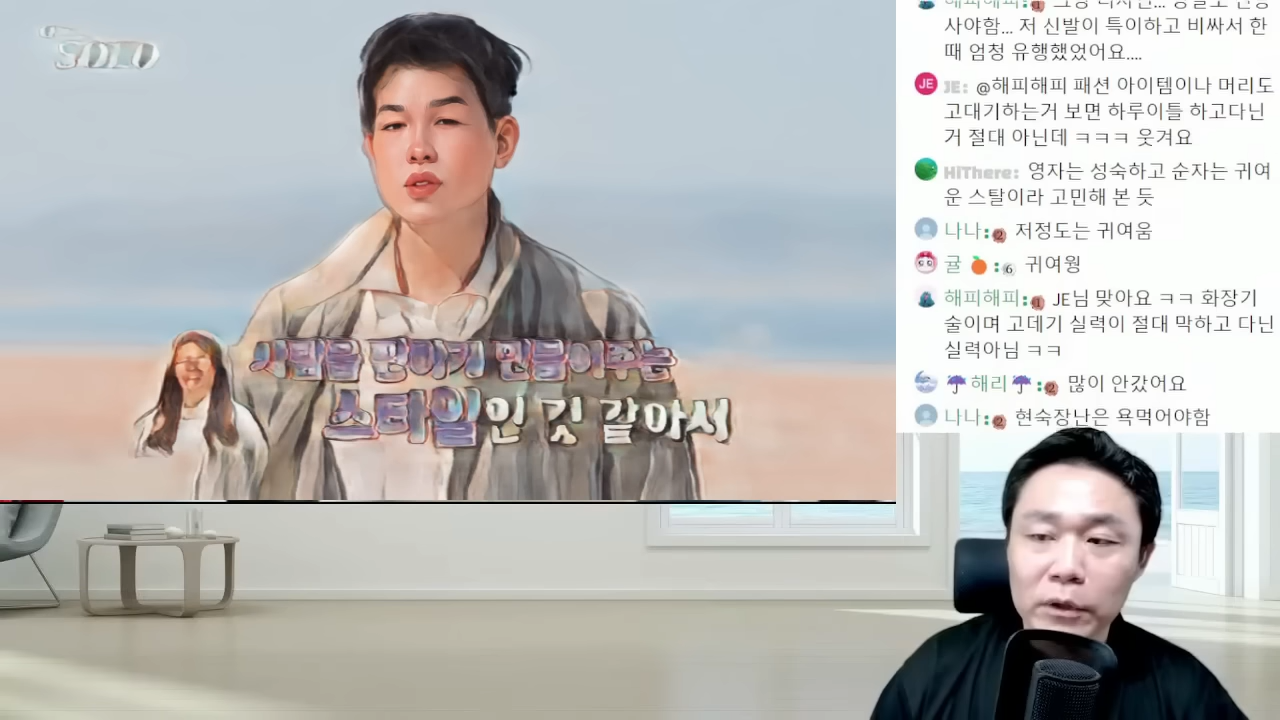 SOLO
사람을 편하게 만들어주는
스타일인 것 같아서
사야함... 저 신발이 특이하고 비싸서 한
때 엄청 유행했었어요....
JE
JE: @해피해피 패션 아이템이나 머리도
고대기하는거 보면 하루이틀 하고다닌
거 절대 아닌데 ㅋㅋㅋ 웃겨요
HiThere: 영자는 성숙하고 순자는 귀여
운 스탈이라 고민해 본 듯
나나: 2 저정도는 귀여움
귤 : 6 귀여웡
해피해피: 1 JE님 맞아요 ㅋㅋ 화장기
술이며 고데기 실력이 절대 막하고 다닌
실력아님 ㅋㅋ
해리 : 2 많이 안갔어요
나나: 2 현숙장난은 욕먹어야함